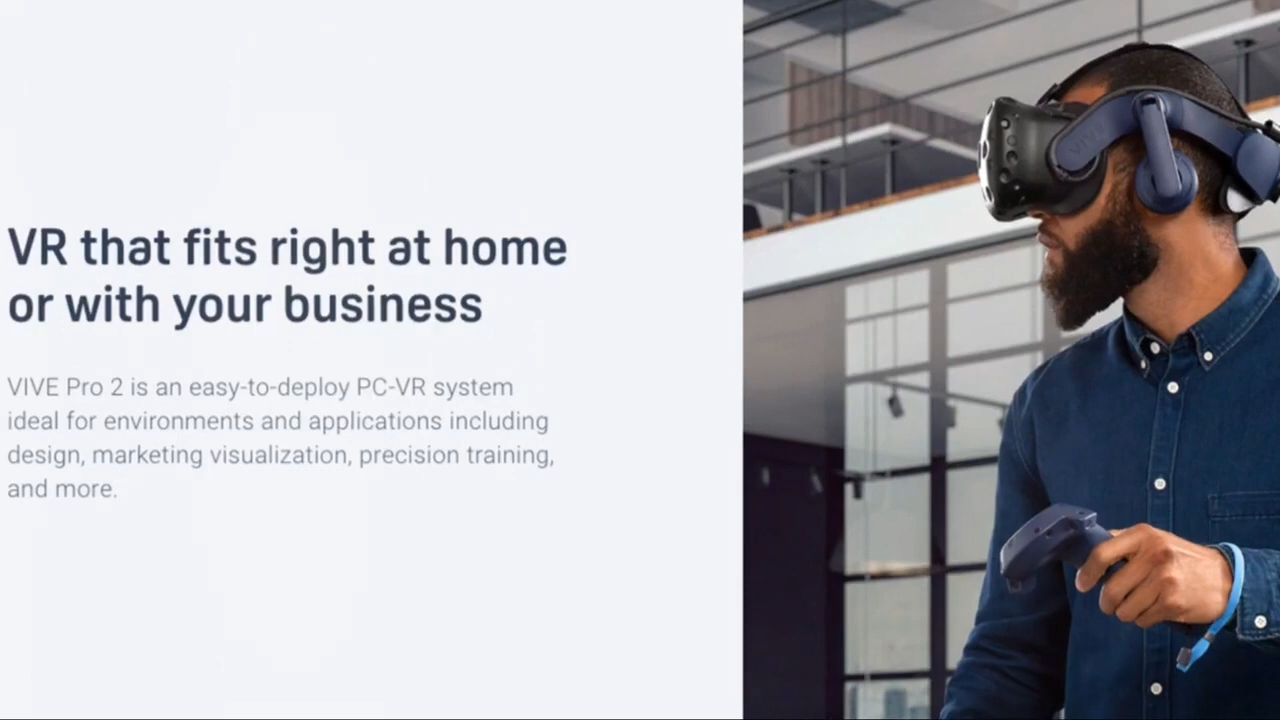 VR that fits right at home
or with your business
VIVE Pro 2 is an easy-to-deploy PC-VR system
ideal for environments and applications including
design, marketing visualization, precision training,
and more.
VIVE